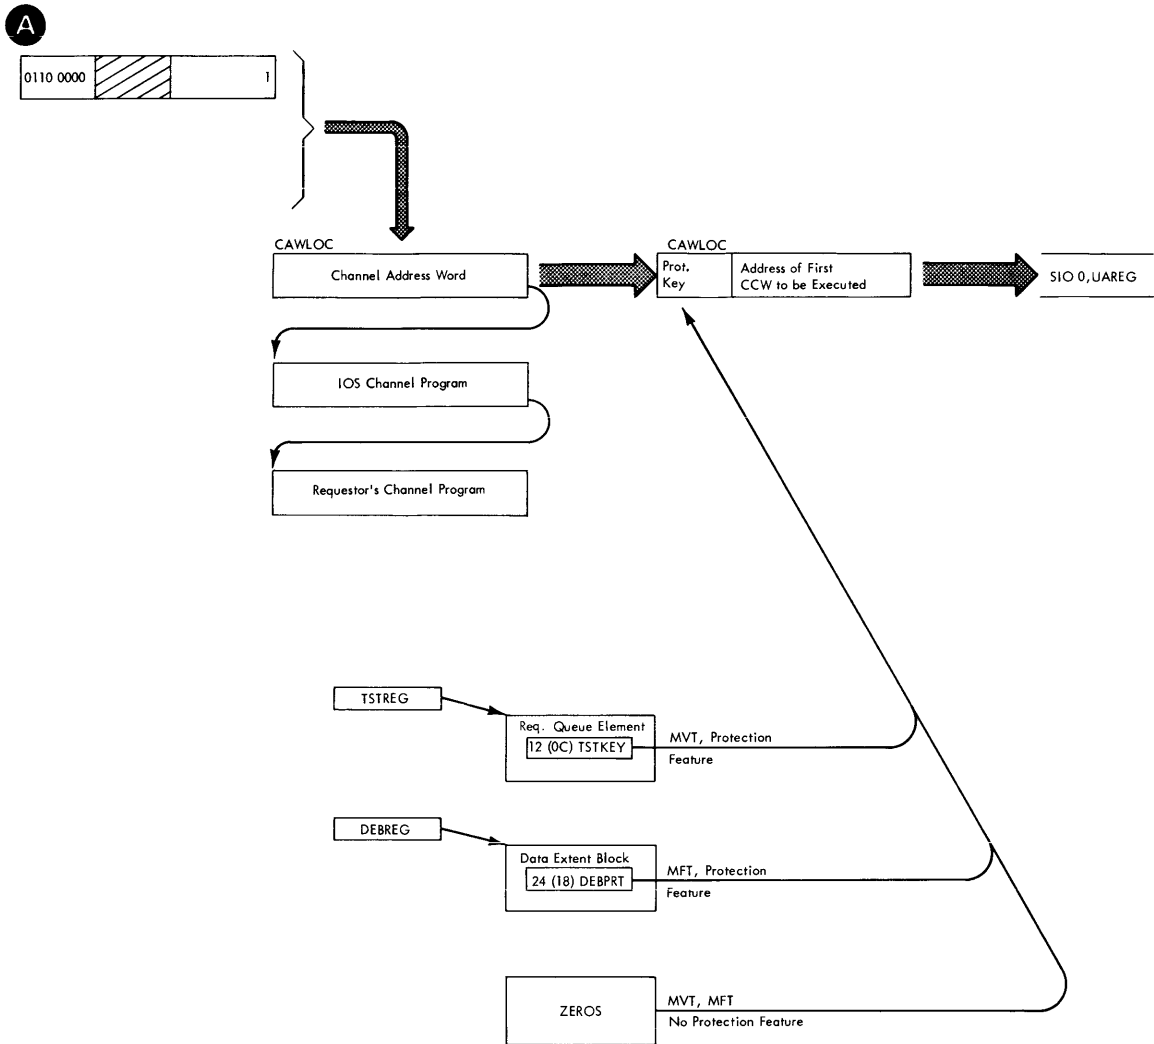 A
0110 0000
1
CAWLOC
Channel Address Word
CAWLOC
Prot.
Key
Address of First
CCW to be Executed
SIO 0,UAREG
IOS Channel Program
Requestor's Channel Program
TSTREG
Req. Queue Element
12 (0C) TSTKEY
MVT, Protection
Feature
DEBREG
Data Extent Block
24 (18) DEBPRT
MFT, Protection
Feature
ZEROS
MVT, MFT
No Protection Feature